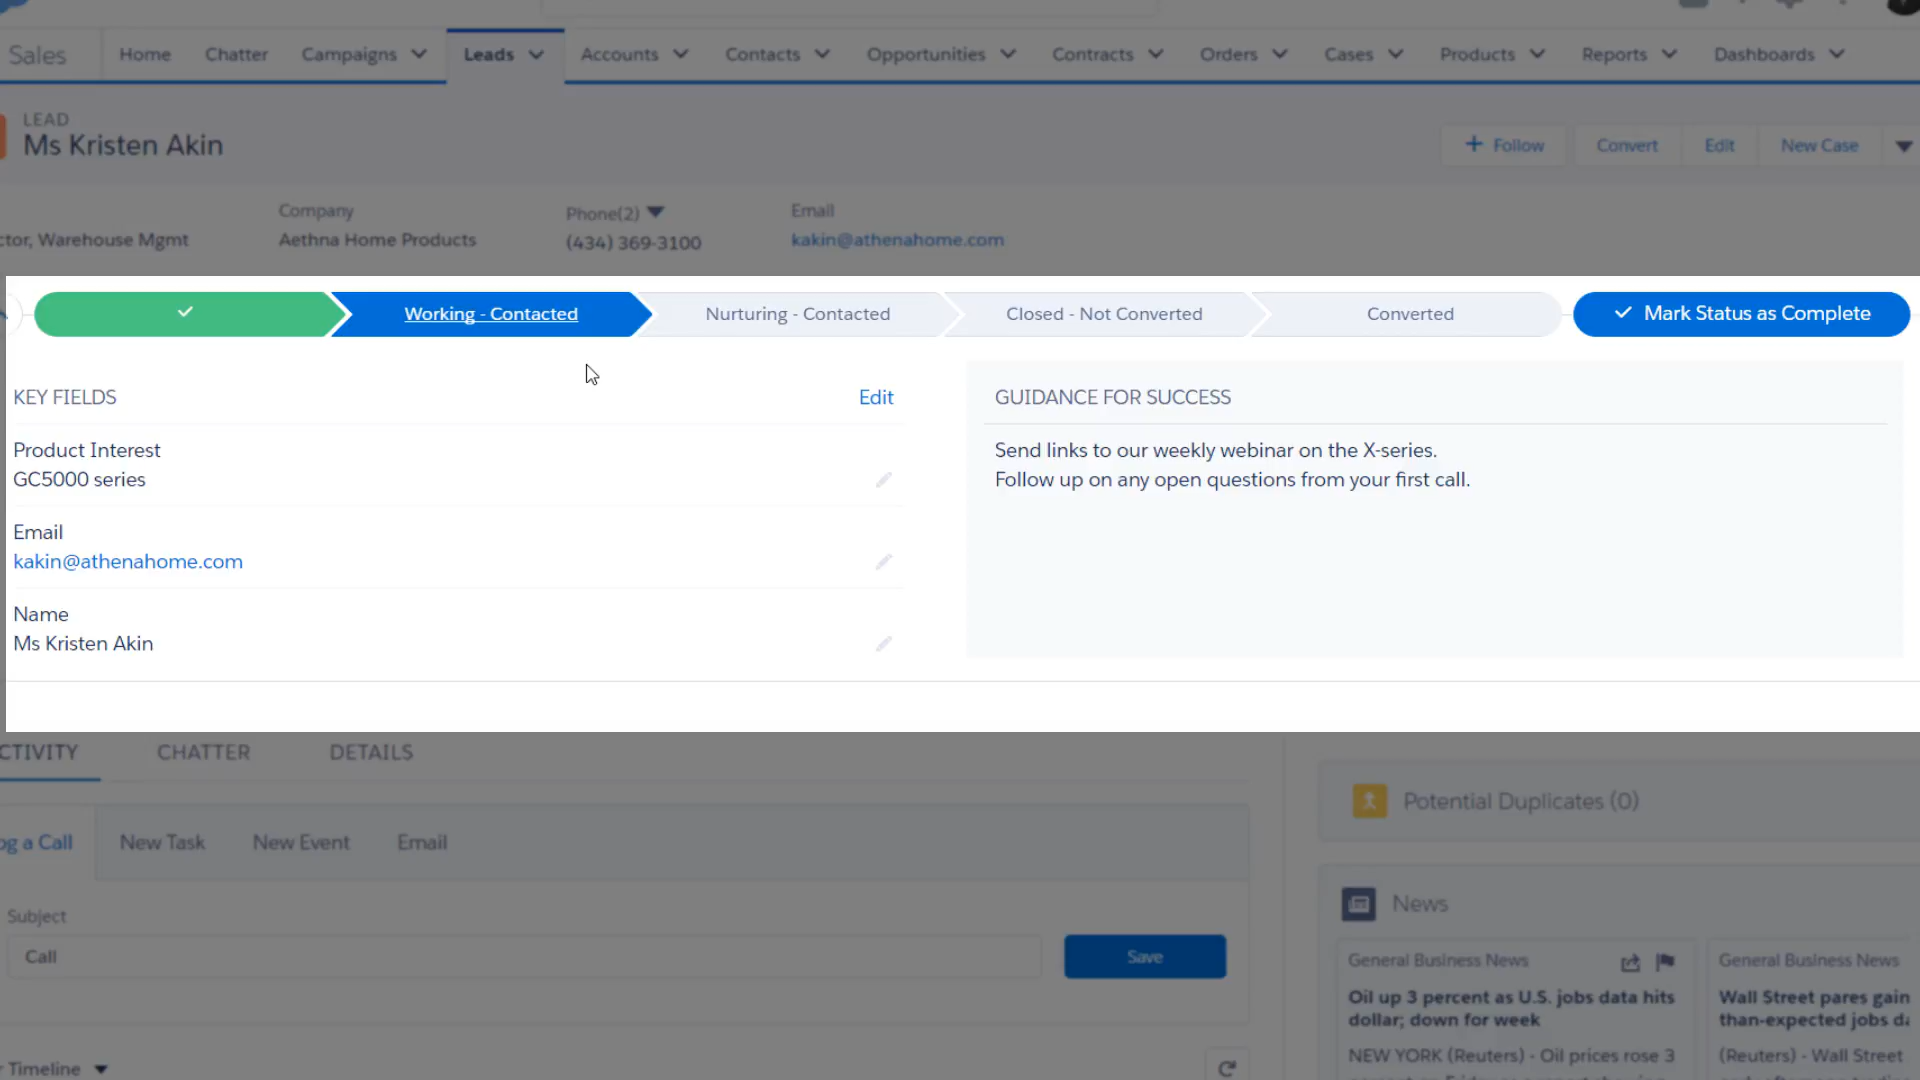 Sales
Home
Chatter
Campaigns
Leads
Accounts
Contacts
Opportunities
Contracts
Orders
Cases
Products
Reports
Dashboards
LEAD
Ms Kristen Akin
Follow
Convert
Edit
New Case
Company
Phone(2)
Email
Warehouse Mgmt
Aethna Home Products
(434) 369-3100
kakin@athenahome.com
Working - Contacted
Nurturing - Contacted
Closed - Not Converted
Converted
Mark Status as Complete
KEY FIELDS
Edit
Product Interest
GC5000 series
Email
kakin@athenahome.com
Name
Ms Kristen Akin
GUIDANCE FOR SUCCESS
Send links to our weekly webinar on the X-series.
Follow up on any open questions from your first call.
CTIVITY
CHATTER
DETAILS
og a Call
New Task
New Event
Email
Subject
Call
Save
Timeline
Potential Duplicates (0)
News
General Business News
Oil up 3 percent as U.S. jobs data hits
dollar; down for week
NEW YORK (Reuters) - Oil prices rose 3
General Business News
Wall Street pares gain
than-expected jobs da
(Reuters) - Wall Street